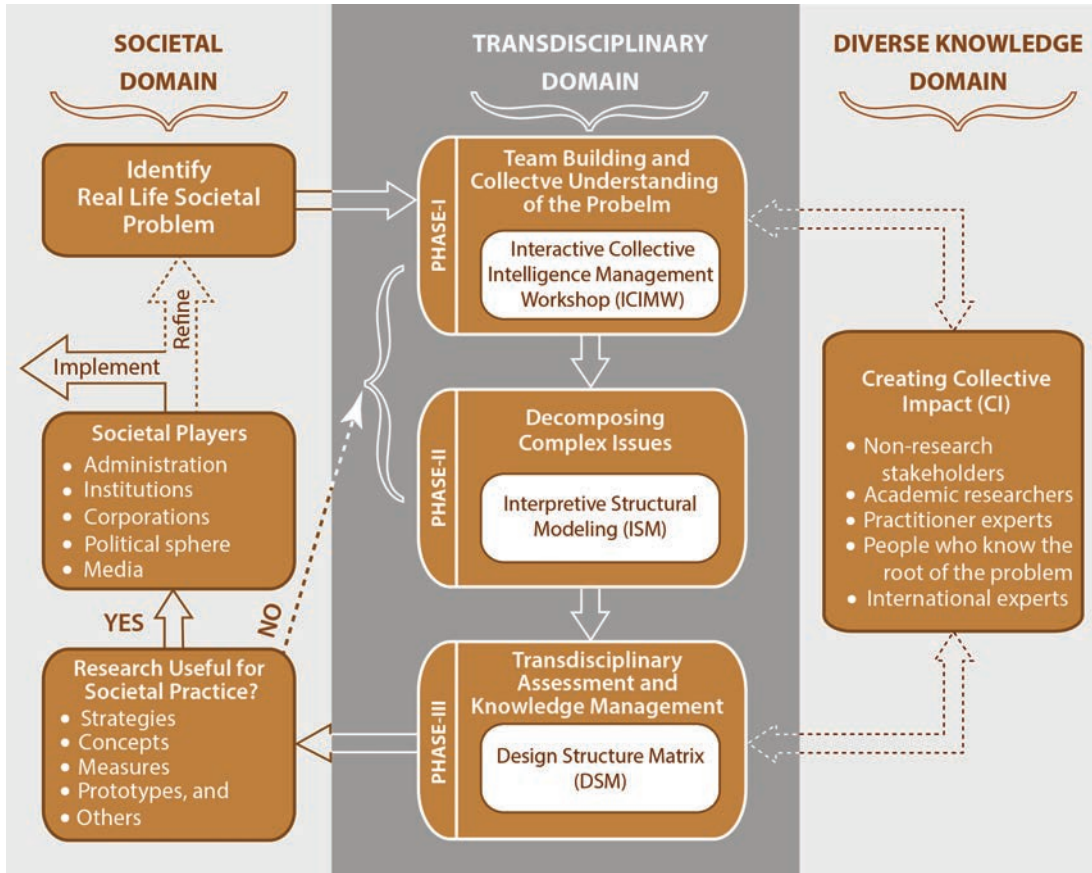 SOCIETAL
DOMAIN
TRANSDISCIPLINARY
DOMAIN
DIVERSE KNOWLEDGE
DOMAIN
Identify
Real Life Societal
Problem
Refine
Implement
Societal Players
• Administration
• Institutions
• Corporations
• Political sphere
• Media
YES
NO
Research Useful for
Societal Practice?
• Strategies
• Concepts
• Measures
• Prototypes, and
• Others
PHASE-I
Team Building and
Collectve Understanding
of the Probelm
Interactive Collective
Intelligence Management
Workshop (ICIMW)
PHASE-II
Decomposing
Complex Issues
Interpretive Structural
Modeling (ISM)
PHASE-III
Transdisciplinary
Assessment and
Knowledge Management
Design Structure Matrix
(DSM)
Creating Collective
Impact (CI)
• Non-research
stakeholders
• Academic researchers
• Practitioner experts
• People who know the
root of the problem
• International experts